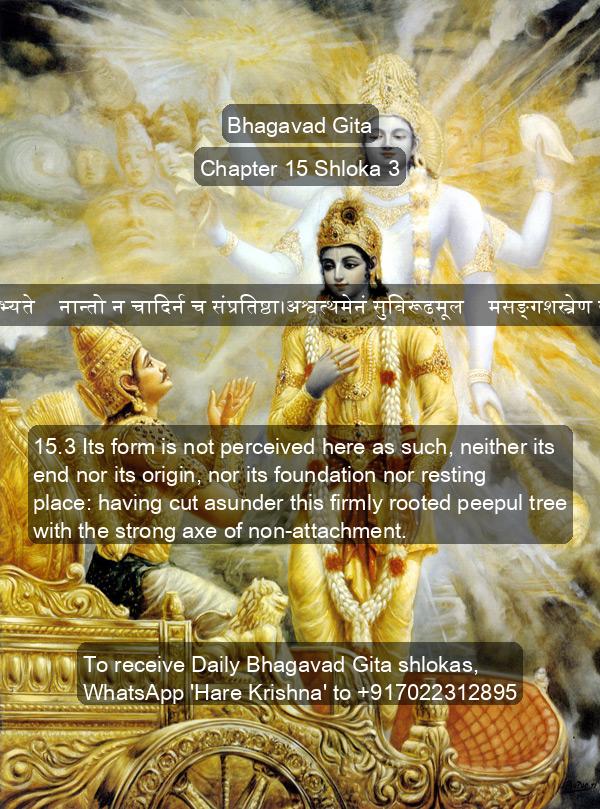 Bhagavad Gita
Chapter 15 Shloka 3
नान्तो न चादिर्न च संप्रतिष्ठा।अश्वत्थमेनं सुविरूढमूल मसङ्गशस्त्रेण
15.3 Its form is not perceived here as such, neither its
end nor its origin, nor its foundation nor resting
place: having cut asunder this firmly rooted peepul tree
with the strong axe of non-attachment.
To receive Daily Bhagavad Gita shlokas,
WhatsApp 'Hare Krishna' to +917022312895